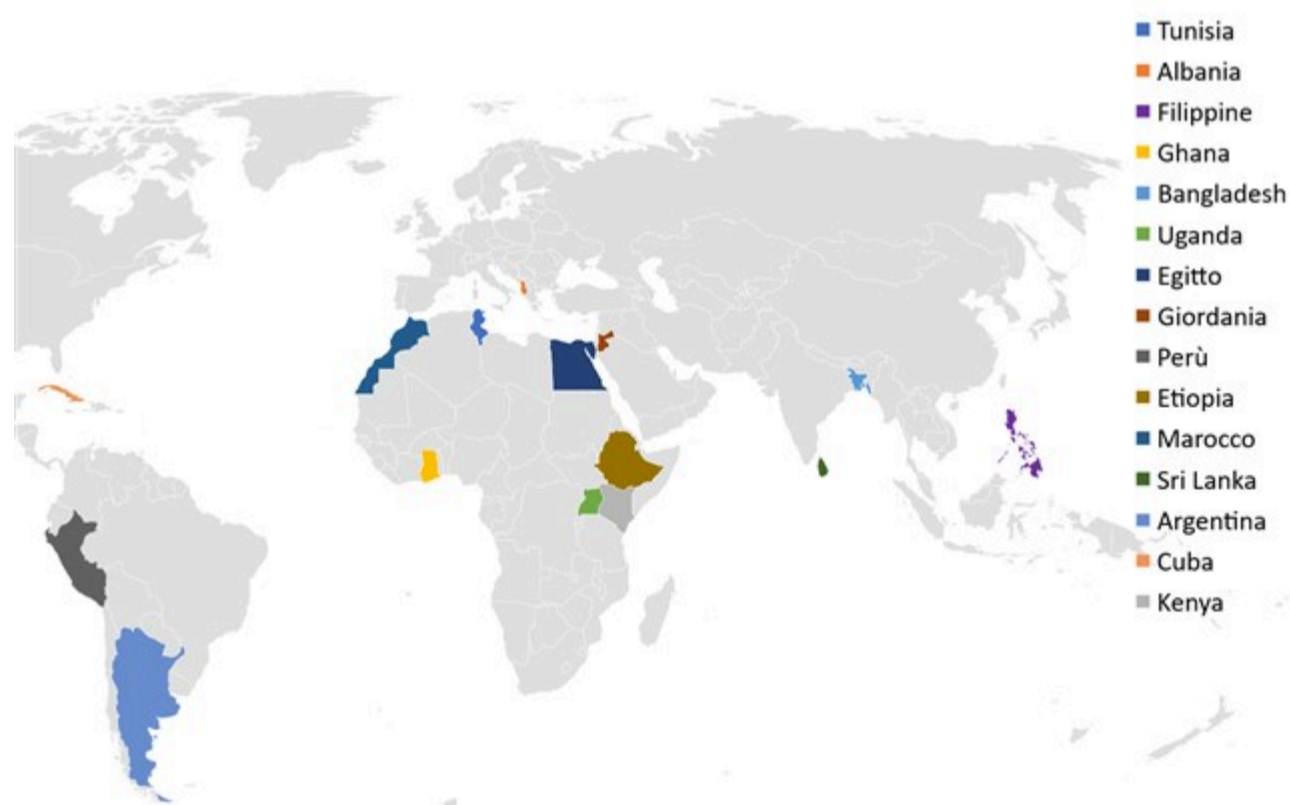 Tunisia
Albania
Filippine
Ghana
Bangladesh
Uganda
Egitto
Giordania
Perù
Etiopia
Marocco
Sri Lanka
Argentina
Cuba
Kenya